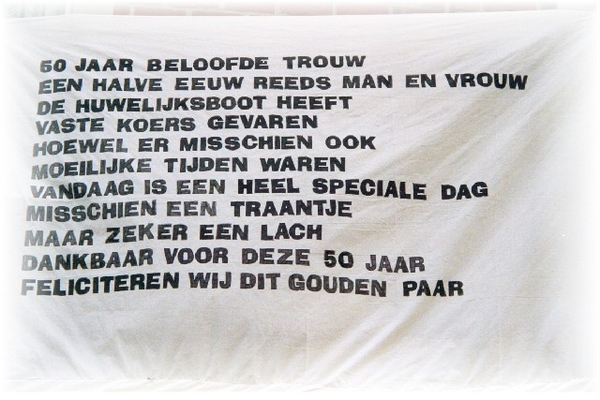 50 JAAR BELOOFDE TROUW
EEN HALVE EEUW REEDS MAN EN VROUW
DE HUWELIJKSBOOT HEEFT
VASTE KOERS GEVAREN
HOEWEL ER MISSCHIEN OOK
MOEILIJKE TIJDEN WAREN
VANDAAG IS EEN HEEL SPECIALE DAG
MISSCHIEN EEN TRAANTJE
MAAR ZEKER EEN LACH
DANKBAAR VOOR DEZE 50 JAAR
FELICITEREN WIJ DIT GOUDEN PAAR